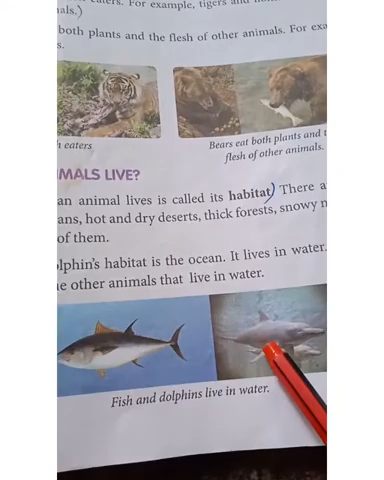 eaters. For example, tigers and
als.)
both plants and the flesh of other animals. For exa
s.
h eaters
Bears eat both plants and t
flesh of other animals.
MALS LIVE?
an animal lives is called its habitat) There a
ans, hot and dry deserts, thick forests, snowy m
of them.
olphin's habitat is the ocean. It lives in water.
e other animals that live in water.
Fish and dolphins live in water.